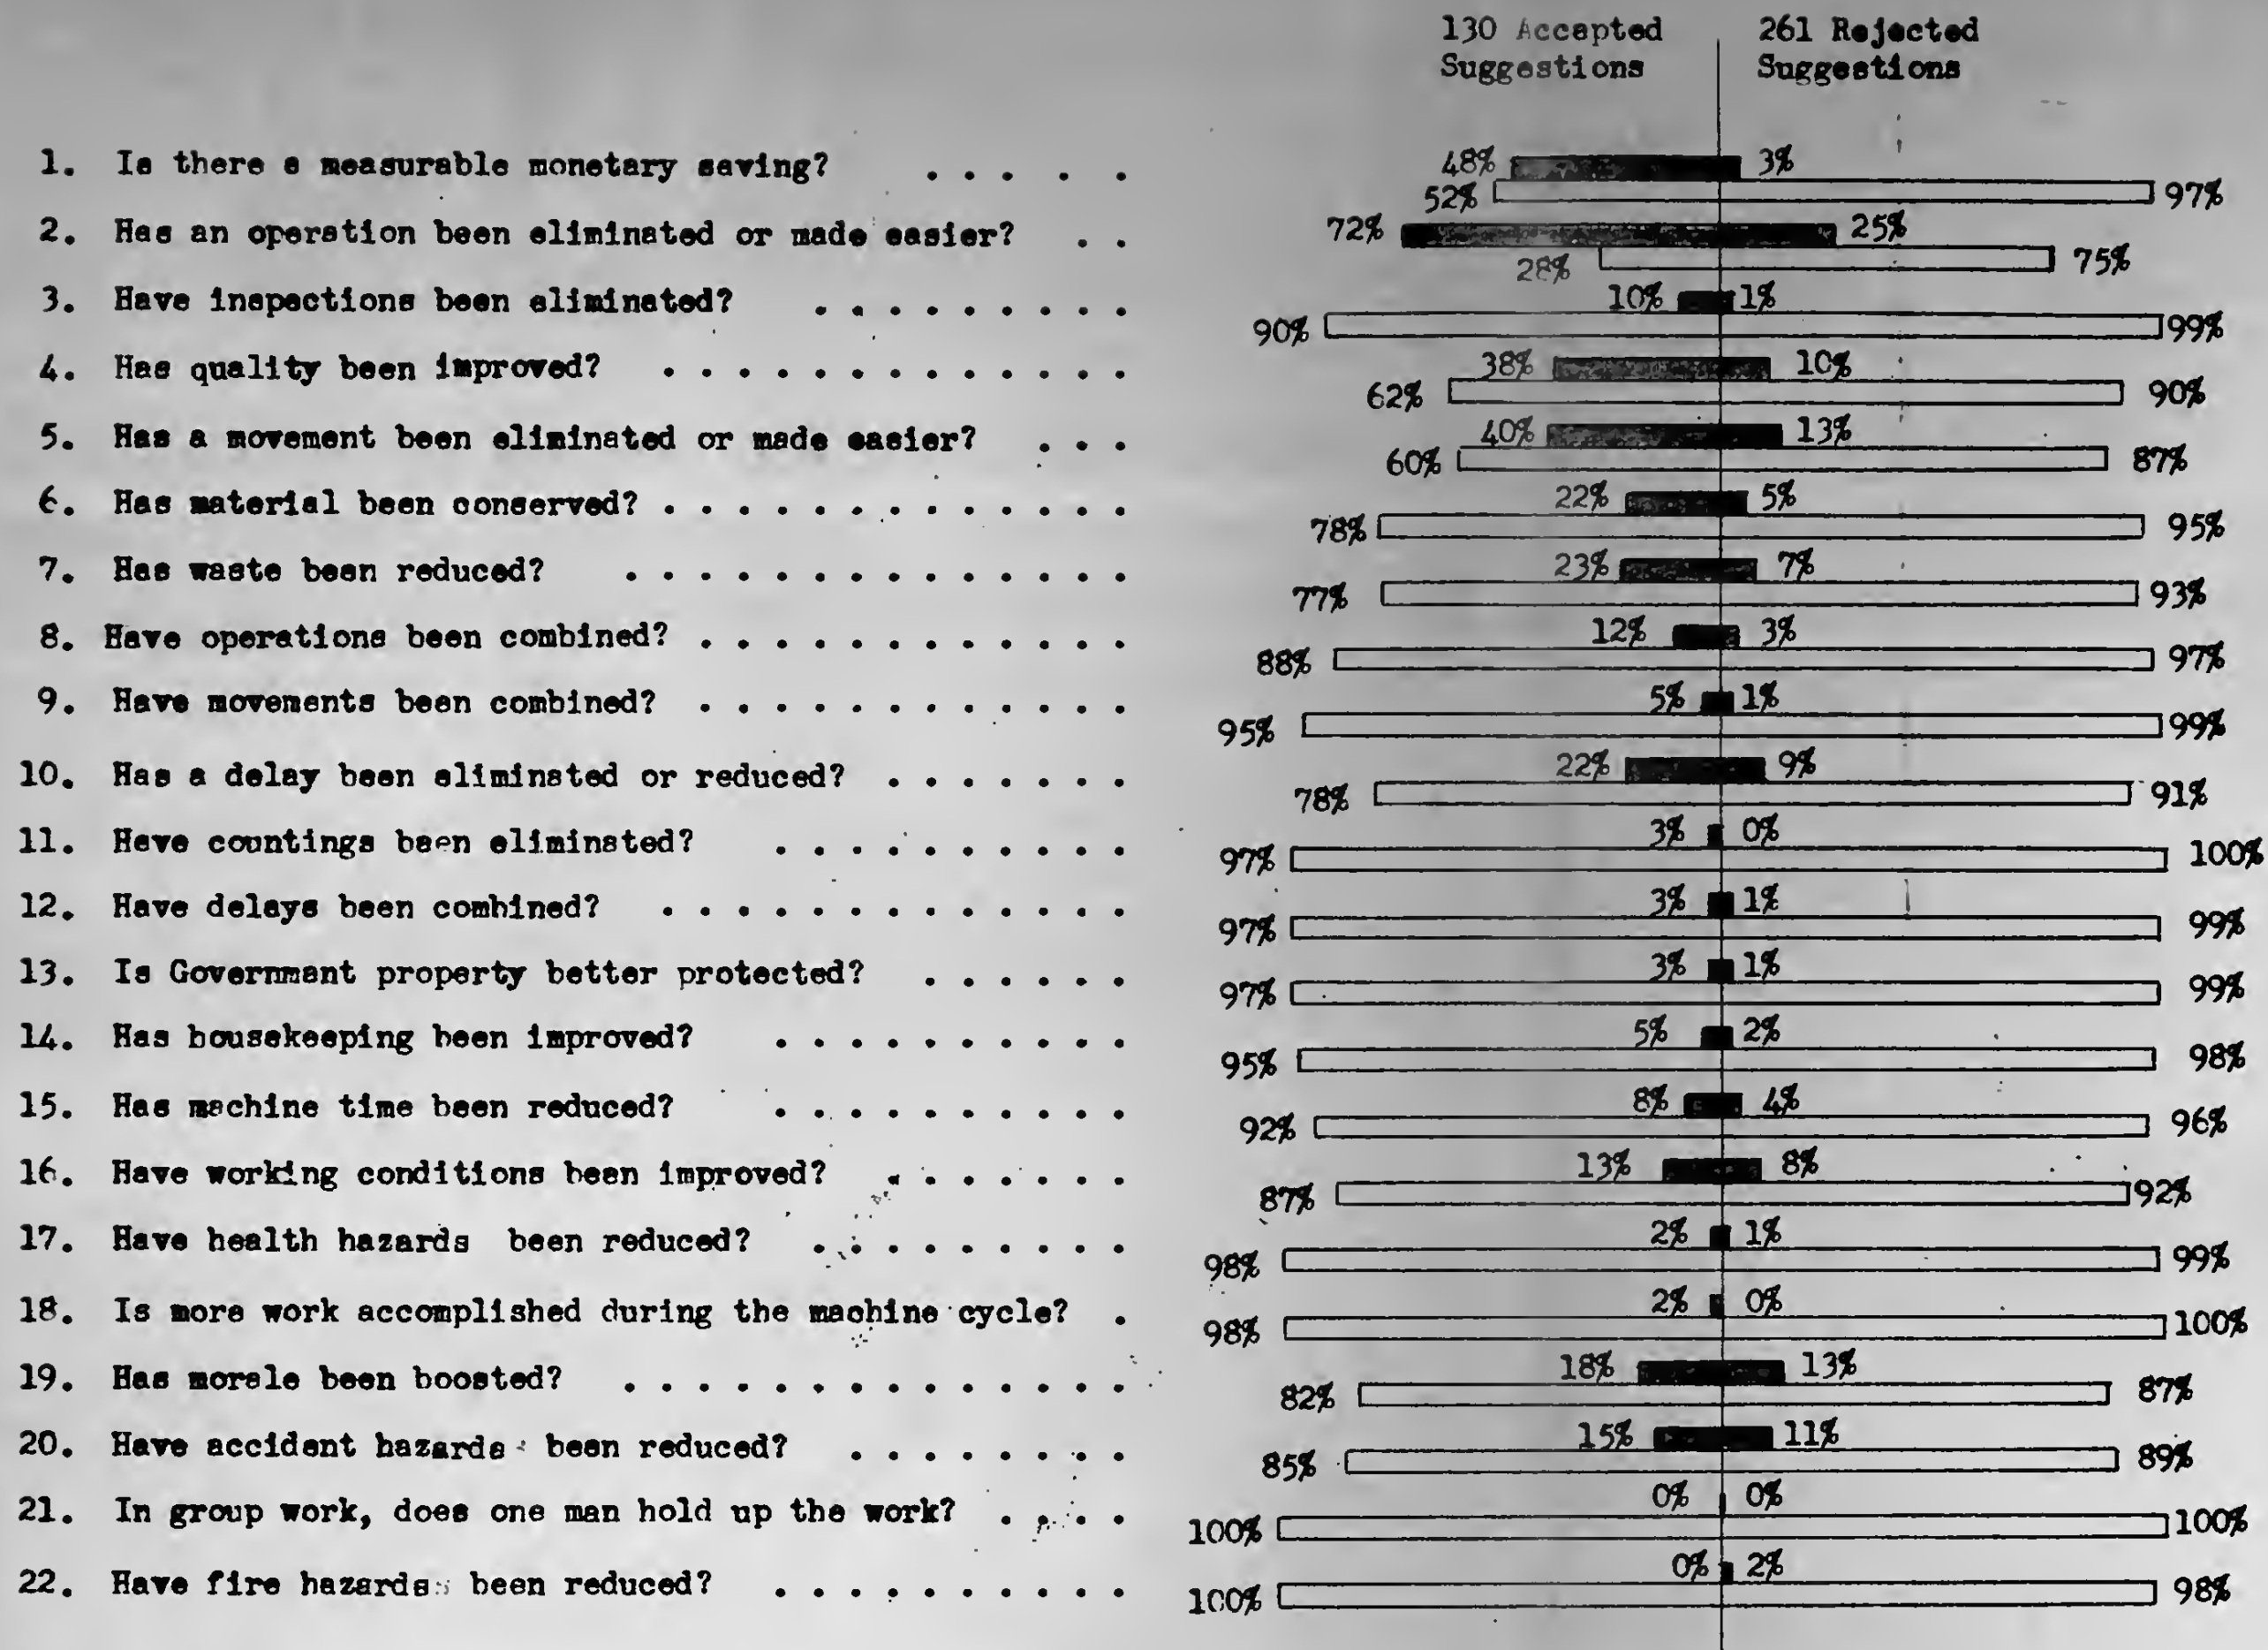 130 Accepted Suggestions 261 Rejected Suggestions
1. Is there a measurable monetary saving? . . . . . 48% 3%
52% 97%
2. Has an operation been eliminated or made easier? . . 72% 25%
28% 75%
3. Have inspections been eliminated? . . . . . . . . . 10% 1%
90% 99%
4. Has quality been improved? . . . . . . . . . . . . . 38% 10%
62% 90%
5. Has a movement been eliminated or made easier? . . . 40% 13%
60% 87%
6. Has material been conserved? . . . . . . . . . . . . . 22% 5%
78% 95%
7. Has waste been reduced? . . . . . . . . . . . . . . 23% 7%
77% 93%
8. Have operations been combined? . . . . . . . . . . . . 12% 3%
88% 97%
9. Have movements been combined? . . . . . . . . . . . . 5% 1%
95% 99%
10. Has a delay been eliminated or reduced? . . . . . . . 22% 9%
78% 91%
11. Have countings been eliminated? . . . . . . . . . . 3% 0%
97% 100%
12. Have delays been combined? . . . . . . . . . . . . . 3% 1%
97% 99%
13. Is Government property better protected? . . . . . . 3% 1%
97% 99%
14. Has housekeeping been improved? . . . . . . . . . . 5% 2%
95% 98%
15. Has machine time been reduced? . . . . . . . . . . 8% 4%
92% 96%
16. Have working conditions been improved? . . . . . . . 13% 8%
87% 92%
17. Have health hazards been reduced? . . . . . . . . . 2% 1%
98% 99%
18. Is more work accomplished during the machine cycle? . 2% 0%
98% 100%
19. Has morale been boosted? . . . . . . . . . . . . . . 18% 13%
82% 87%
20. Have accident hazards been reduced? . . . . . . . . 15% 11%
85% 89%
21. In group work, does one man hold up the work? . . . . 0% 0%
100% 100%
22. Have fire hazards been reduced? . . . . . . . . . . 0% 2%
100% 98%